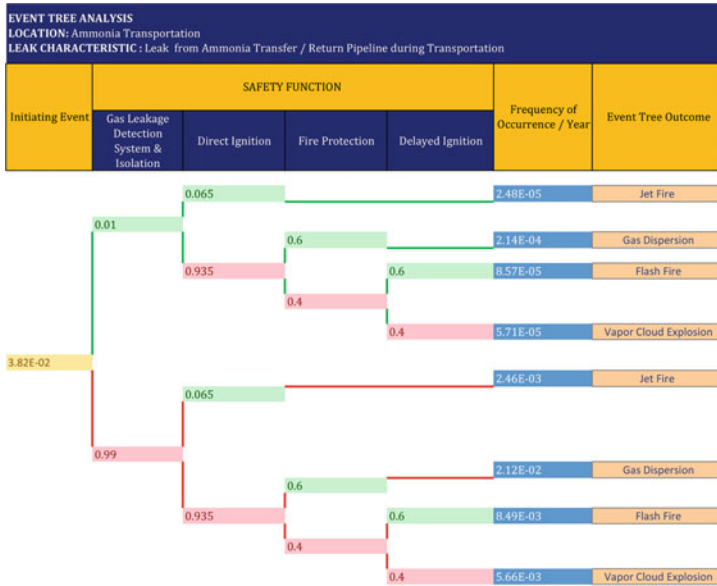 EVENT TREE ANALYSIS
LOCATION: Ammonia Transportation
LEAK CHARACTERISTIC : Leak from Ammonia Transfer / Return Pipeline during Transportation
Initiating Event
SAFETY FUNCTION
Gas Leakage
Detection
System &
Isolation
Direct Ignition
Fire Protection
Delayed Ignition
Frequency of
Occurrence / Year
Event Tree Outcome
0.065
2.48E-05
Jet Fire
0.01
0.6
2.14E-04
Gas Dispersion
0.935
0.6
8.57E-05
Flash Fire
0.4
0.4
5.71E-05
Vapor Cloud Explosion
3.82E-02
0.065
2.46E-03
Jet Fire
0.99
0.6
2.12E-02
Gas Dispersion
0.935
0.6
8.49E-03
Flash Fire
0.4
0.4
5.66E-03
Vapor Cloud Explosion